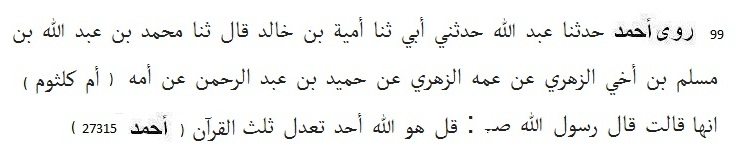 99 روى أحمد حدثنا عبد الله حدثني أبي ثنا أمية بن خالد قال ثنا محمد بن عبد الله بن
مسلم بن أخي الزهري عن عمه الزهري عن حميد بن عبد الرحمن عن أمه ( أم كلثوم )
انها قالت قال رسول الله صـ : قل هو الله أحد تعدل ثلث القرآن ( أحمد 27315 )